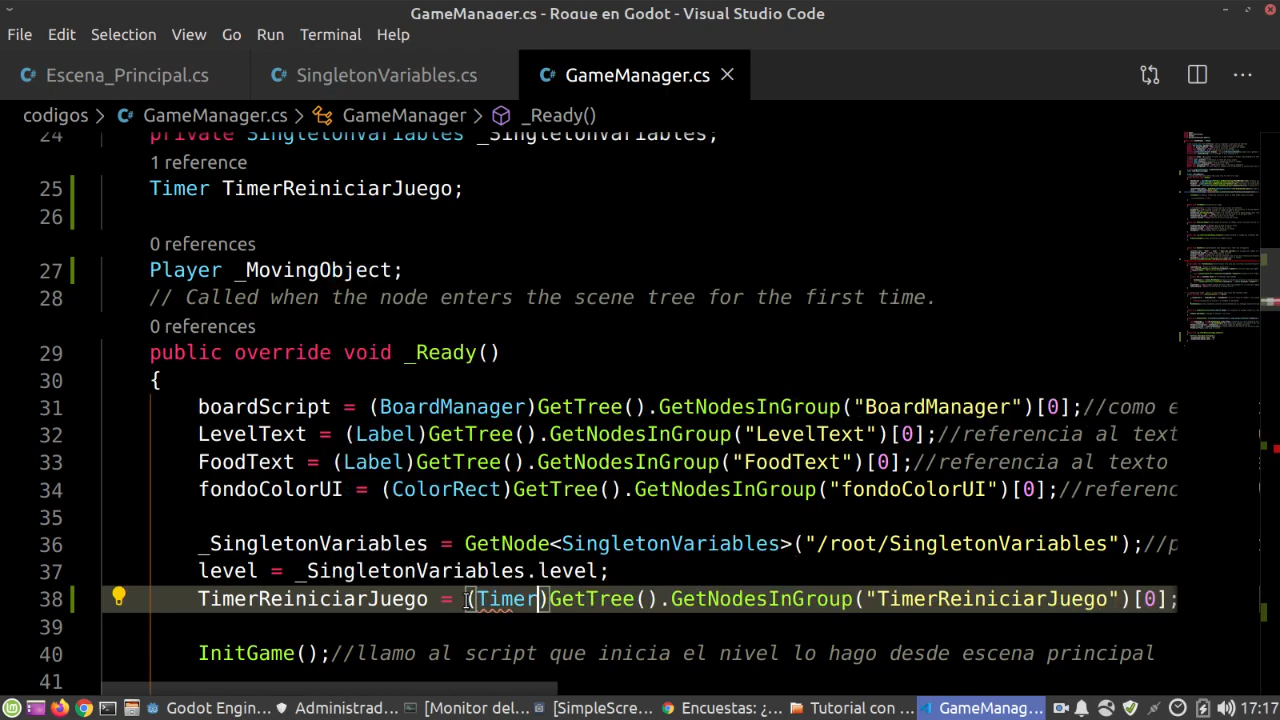 GameManager.cs - Rogue en Godot - Visual Studio Code
File Edit Selection View Go Run Terminal Help
Escena_Principal.cs SingletonVariables.cs GameManager.cs
codigos > GameManager.cs > GameManager > _Ready()
24 private SingletonVariables _SingletonVariables;
1 reference
25 Timer TimerReiniciarJuego;
26
0 references
27 Player _MovingObject;
28 // Called when the node enters the scene tree for the first time.
0 references
29 public override void _Ready()
30 {
31 boardScript = (BoardManager)GetTree().GetNodesInGroup("BoardManager")[0];//como e
32 LevelText = (Label)GetTree().GetNodesInGroup("LevelText")[0];//referencia al text
33 FoodText = (Label)GetTree().GetNodesInGroup("FoodText")[0];//referencia al texto
34 fondoColorUI = (ColorRect)GetTree().GetNodesInGroup("fondoColorUI")[0];//referenc
35
36 _SingletonVariables = GetNode<SingletonVariables>("/root/SingletonVariables");//p
37 level = _SingletonVariables.level;
38 TimerReiniciarJuego = (Timer)GetTree().GetNodesInGroup("TimerReiniciarJuego")[0];
39
40 InitGame();//llamo al script que inicia el nivel lo hago desde escena principal
41
Godot Engin... Administrad... [Monitor del... [SimpleScre... Encuestas: ¿... Tutorial con ... GameManag... 17:17